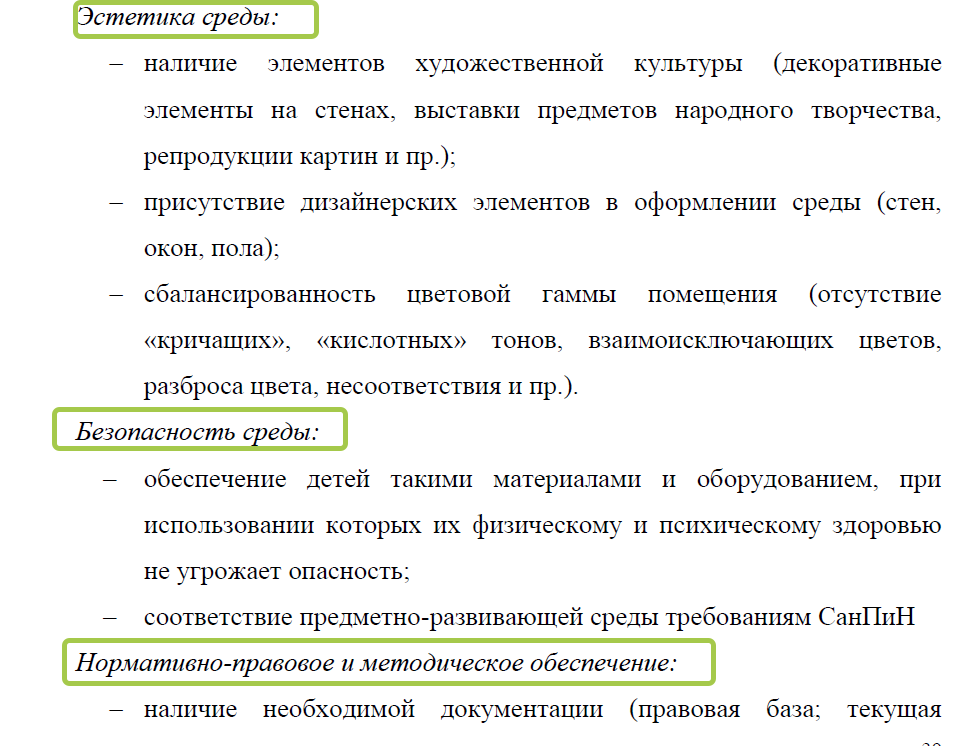 Эстетика среды:
– наличие элементов художественной культуры (декоративные
элементы на стенах, выставки предметов народного творчества,
репродукции картин и пр.);
– присутствие дизайнерских элементов в оформлении среды (стен,
окон, пола);
– сбалансированность цветовой гаммы помещения (отсутствие
«кричащих», «кислотных» тонов, взаимоисключающих цветов,
разброса цвета, несоответствия и пр.).
Безопасность среды:
– обеспечение детей такими материалами и оборудованием, при
использовании которых их физическому и психическому здоровью
не угрожает опасность;
– соответствие предметно-развивающей среды требованиям СанПиН
Нормативно-правовое и методическое обеспечение:
– наличие необходимой документации (правовая база; текущая